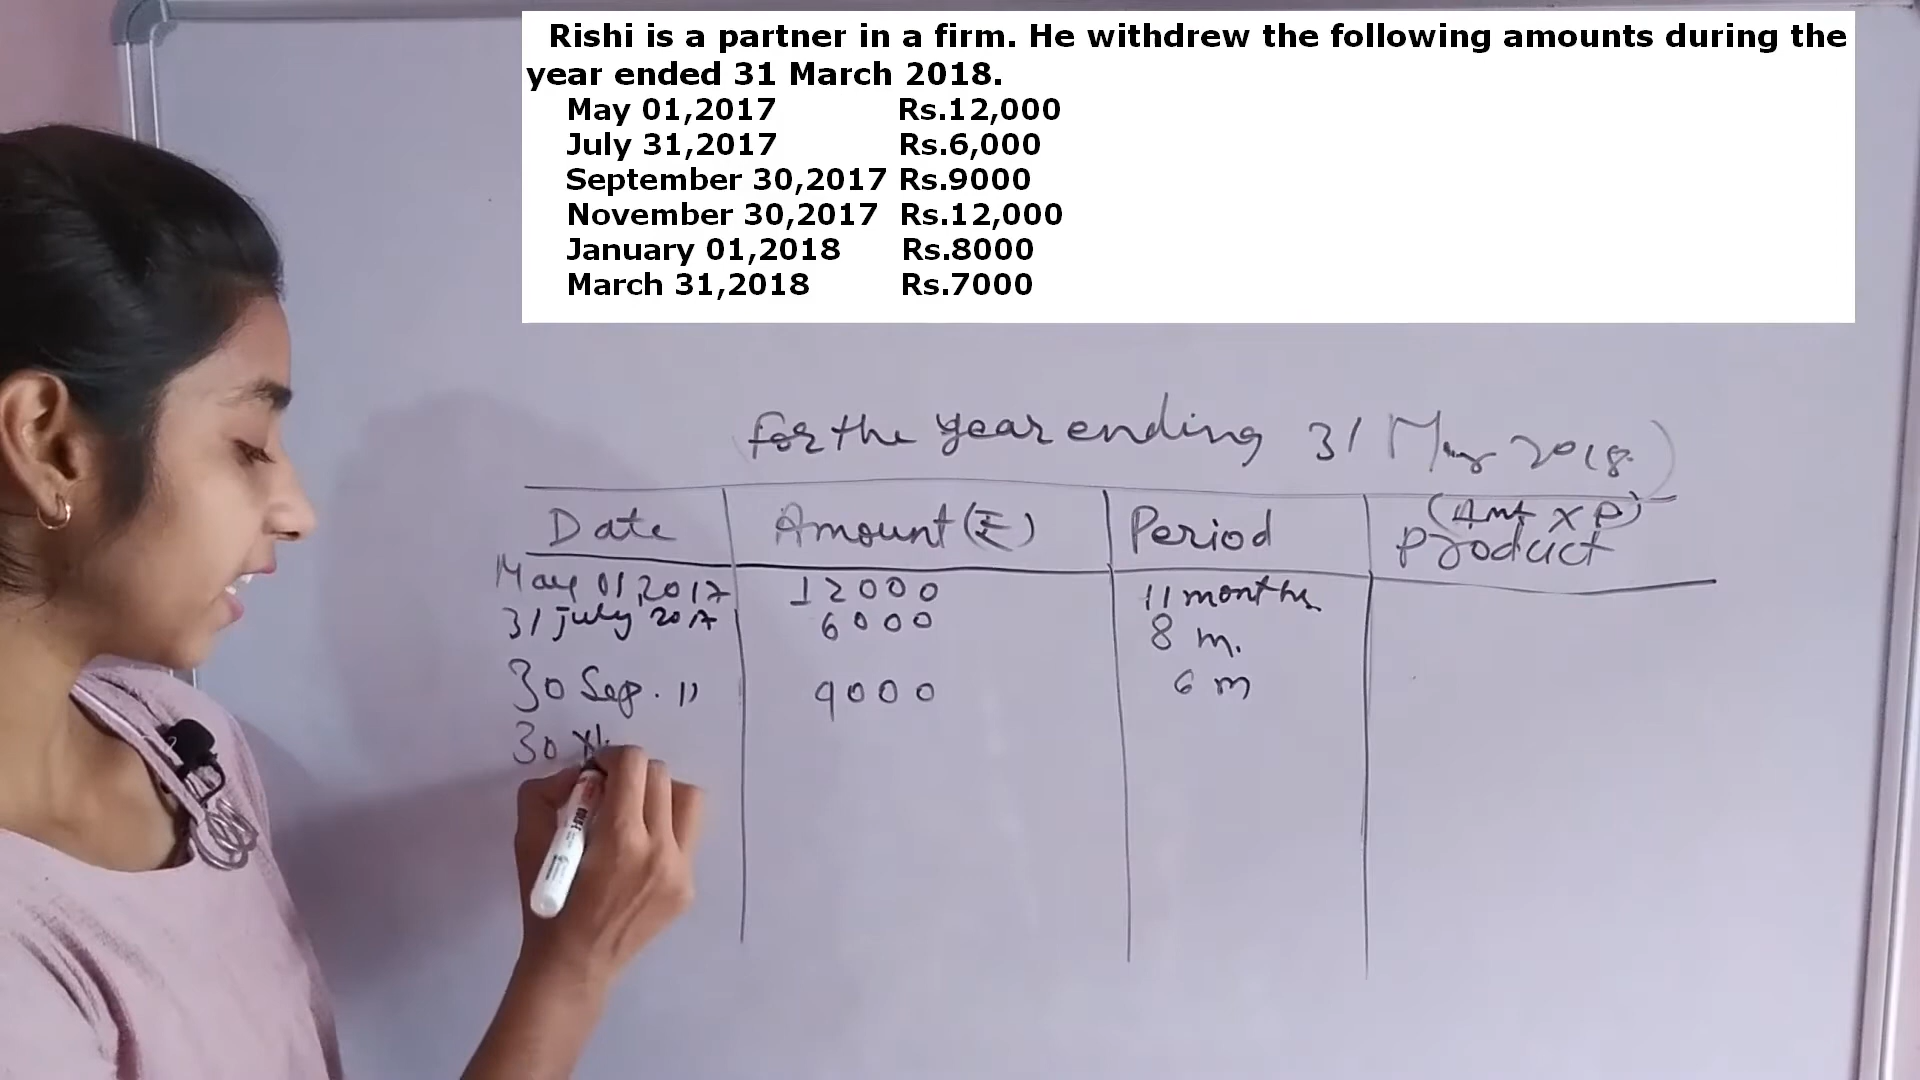 Rishi is a partner in a firm. He withdrew the following amounts during the
year ended 31 March 2018.
May 01,2017 Rs.12,000
July 31,2017 Rs.6,000
September 30,2017 Rs.9000
November 30,2017 Rs.12,000
January 01,2018 Rs.8000
March 31,2018 Rs.7000
for the year ending 31 Mar 2018)
Date Amount(₹) Period (Amt X P) Product
May 01,2017 12000 11 months
31 july 2017 6000 8 m.
30 Sep. 11 9000 6 m
30